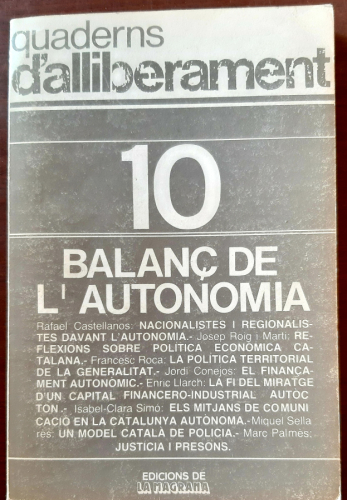 quaderns
d'alliberament
10
BALANÇ DE
L'AUTONOMIA
Rafael Castellanos: NACIONALISTES I REGIONALIS-
TES DAVANT L'AUTONOMIA.- Josep Roig i Martí: RE-
FLEXIONS SOBRE POLÍTICA ECONÒMICA CA-
TALANA.- Francesc Roca: LA POLÍTICA TERRITORIAL
DE LA GENERALITAT.- Jordi Conejos: EL FINANÇA-
MENT AUTONOMIC.- Enric Llarch: LA FI DEL MIRATGE
D'UN CAPITAL FINANCERO-INDUSTRIAL AUTOC
TON.- Isabel-Clara Simó: ELS MITJANS DE COMUNI
CACIÓ EN LA CATALUNYA AUTÒNOMA.-Miquel Sella
rès: UN MODEL CATALÀ DE POLICIA.- Marc Palmés:
JUSTICIA I PRESONS.
EDICIONS DE
LA MAGRANA